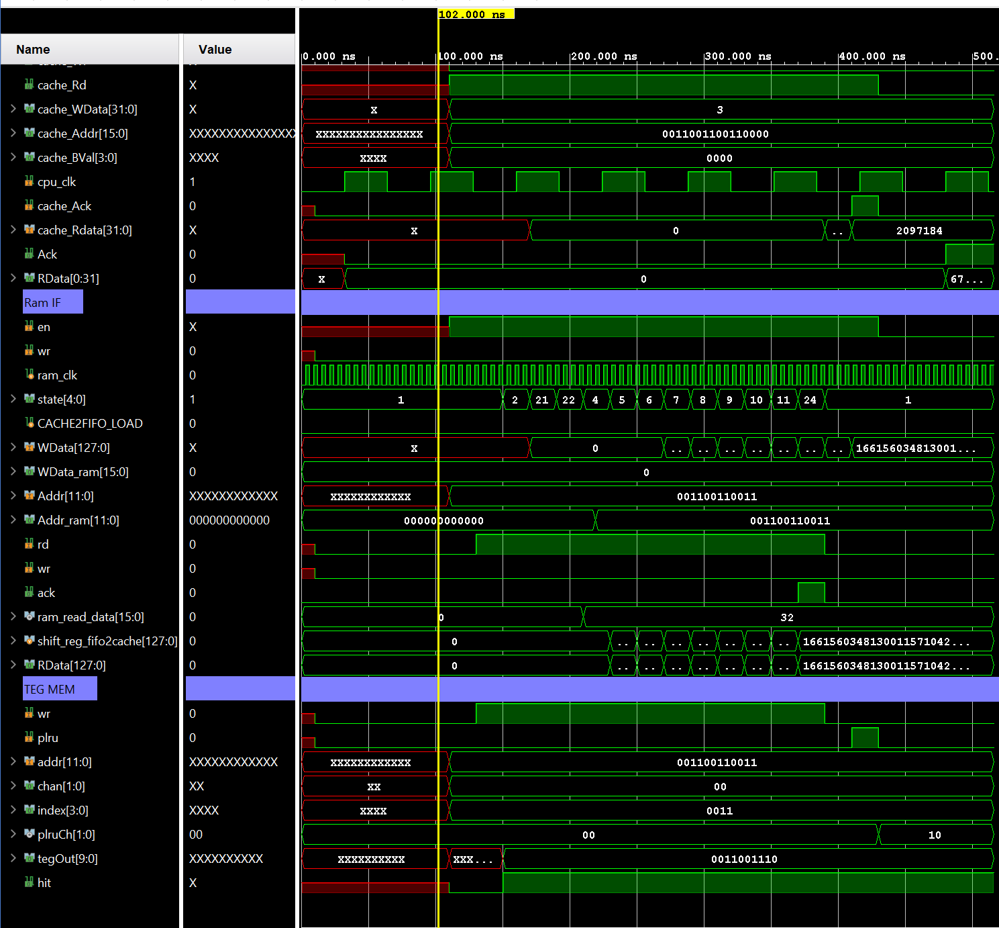 102.000 ns
Name Value 0.000 ns 100.000 ns 200.000 ns 300.000 ns 400.000 ns 500.
cache_Rd X
cache_WData[31:0] X X 3
cache_Addr[15:0] XXXXXXXXXXXXXXX XXXXXXXXXXXXXXXX 0011001100110000
cache_BVal[3:0] XXXX XXXX 0000
cpu_clk 1
cache_Ack 0
cache_Rdata[31:0] X X 0 .. 2097184
Ack 0
RData[0:31] 0 X 0 67...
Ram IF
en X
wr 0
ram_clk 0
state[4:0] 1 1 2 21 22 4 5 6 7 8 9 10 11 24 1
CACHE2FIFO_LOAD 0
WData[127:0] X X 0 .. .. .. .. .. .. .. 166156034813001...
WData_ram[15:0] 0 0
Addr[11:0] XXXXXXXXXXXX XXXXXXXXXXXX 001100110011
Addr_ram[11:0] 000000000000 000000000000 001100110011
rd 0
wr 0
ack 0
ram_read_data[15:0] 0 0 32
shift_reg_fifo2cache[127:0] 0 0 .. .. .. .. .. .. .. 1661560348130011571042...
RData[127:0] 0 0 .. .. .. .. .. .. .. 1661560348130011571042...
TEG MEM
wr 0
plru 0
addr[11:0] XXXXXXXXXXXX XXXXXXXXXXXX 001100110011
chan[1:0] XX XX 00
index[3:0] XXXX XXXX 0011
plruCh[1:0] 00 00 10
tegOut[9:0] XXXXXXXXXX XXXXXXXXXX XXX... 0011001110
hit X